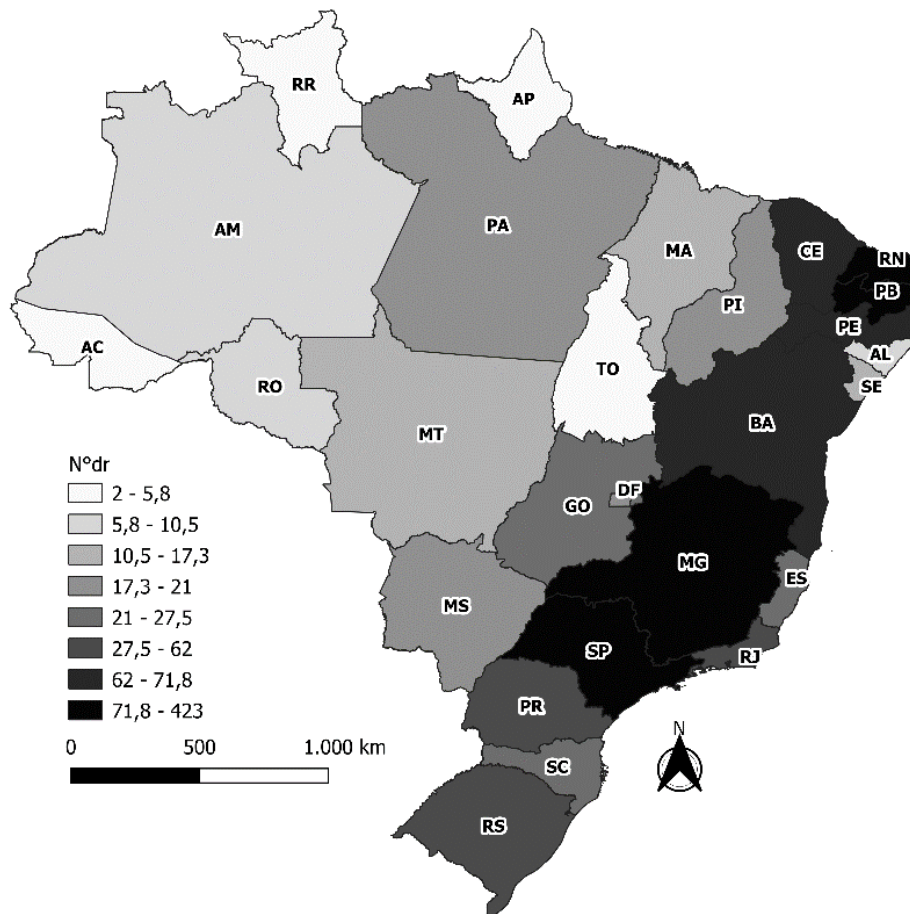 RR
AP
AM
PA
MA
CE
RN
PB
PI
PE
AC
AL
TO
RO
SE
BA
MT
DF
GO
MG
ES
MS
SP
RJ
PR
SC
RS
N°dr
2 - 5,8
5,8 - 10,5
10,5 - 17,3
17,3 - 21
21 - 27,5
27,5 - 62
62 - 71,8
71,8 - 423
0 500 1.000 km
N